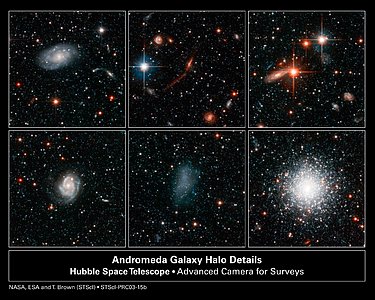 Andromeda Galaxy Halo Details
Hubble Space Telescope • Advanced Camera for Surveys
NASA, ESA and T. Brown (STScI) • STScI-PRC03-15b